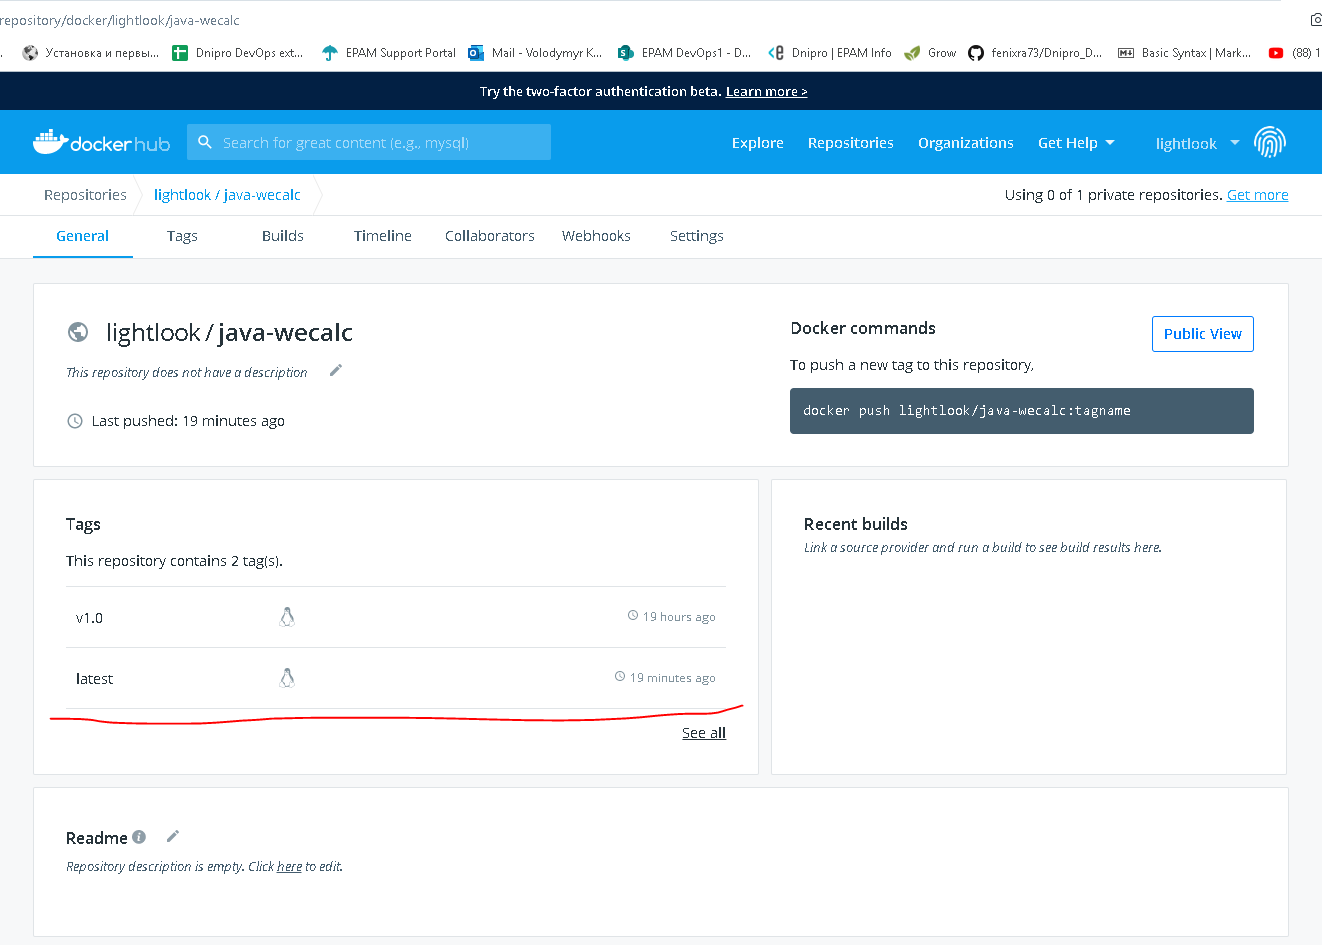 repository/docker/lightlook/java-wecalc
Установка и первы... Dnipro DevOps ext... EPAM Support Portal Mail - Volodymyr K... EPAM DevOps1 - D... Dnipro | EPAM Info Grow fenixra73/Dnipro_D... Basic Syntax | Mark... (88) 1
Try the two-factor authentication beta. Learn more >
docker hub Search for great content (e.g., mysql) Explore Repositories Organizations Get Help lightlook
Repositories lightlook / java-wecalc Using 0 of 1 private repositories. Get more
General Tags Builds Timeline Collaborators Webhooks Settings
lightlook / java-wecalc
This repository does not have a description
Last pushed: 19 minutes ago
Docker commands
Public View
To push a new tag to this repository,
docker push lightlook/java-wecalc:tagname
Tags
This repository contains 2 tag(s).
v1.0 19 hours ago
latest 19 minutes ago
See all
Recent builds
Link a source provider and run a build to see build results here.
Readme
Repository description is empty. Click here to edit.